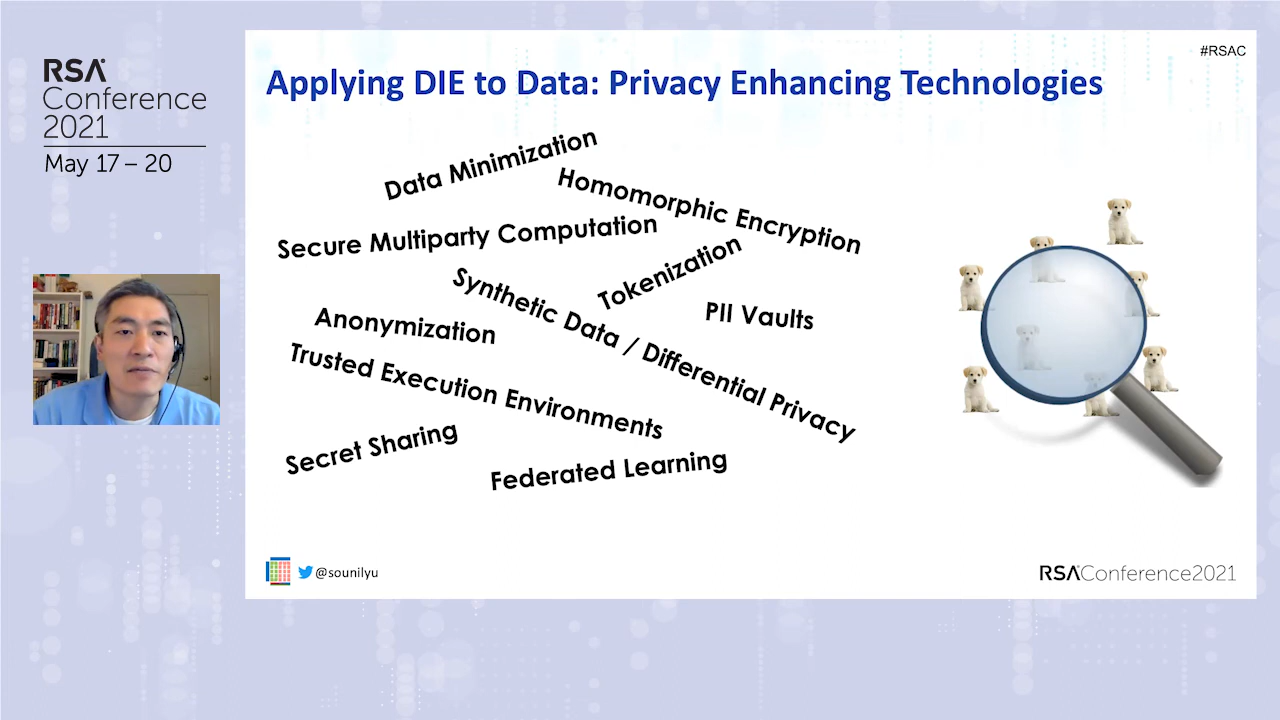 RSA
Conference
2021
May 17 – 20
#RSAC
Applying DIE to Data: Privacy Enhancing Technologies
Data Minimization
Homomorphic Encryption
Secure Multiparty Computation
Tokenization
Synthetic Data / Differential Privacy
PII Vaults
Anonymization
Trusted Execution Environments
Secret Sharing
Federated Learning
@sounilyu
RSAConference2021